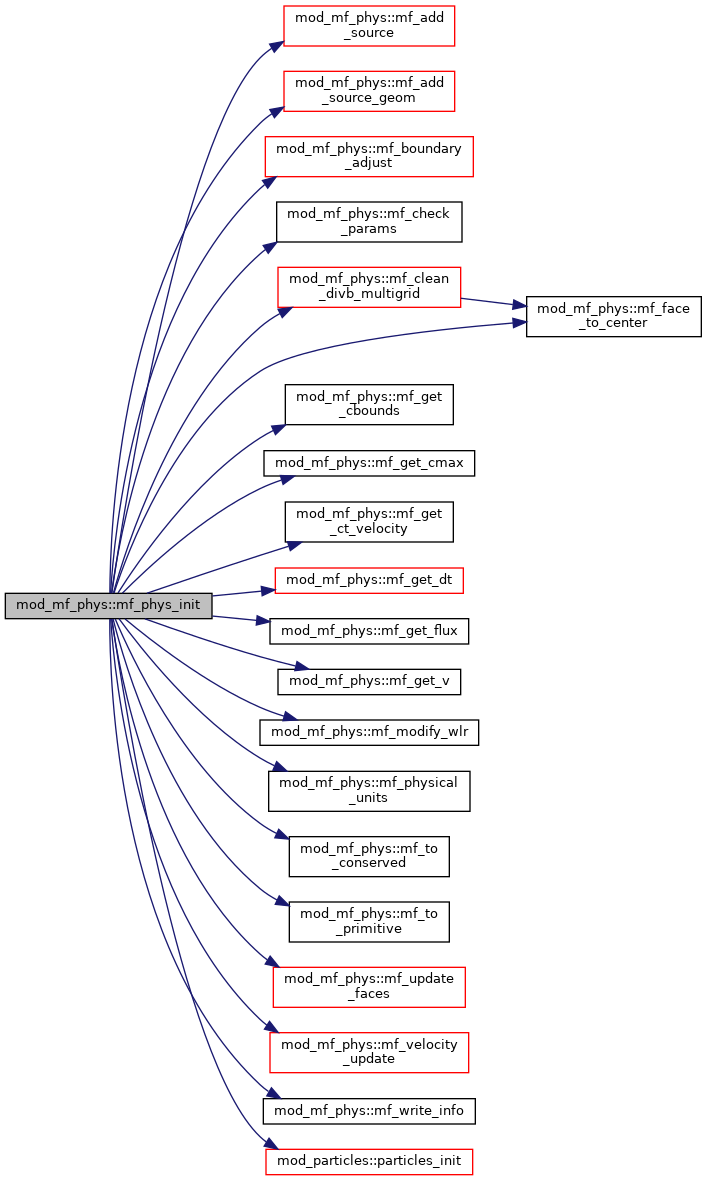 mod_mf_phys::mf_add
_source
mod_mf_phys::mf_add
_source_geom
mod_mf_phys::mf_boundary
_adjust
mod_mf_phys::mf_check
_params
mod_mf_phys::mf_clean
_divb_multigrid
mod_mf_phys::mf_face
_to_center
mod_mf_phys::mf_get
_cbounds
mod_mf_phys::mf_get_cmax
mod_mf_phys::mf_get
_ct_velocity
mod_mf_phys::mf_get_dt
mod_mf_phys::mf_phys_init
mod_mf_phys::mf_get_flux
mod_mf_phys::mf_get_v
mod_mf_phys::mf_modify_wlr
mod_mf_phys::mf_physical
_units
mod_mf_phys::mf_to
_conserved
mod_mf_phys::mf_to
_primitive
mod_mf_phys::mf_update
_faces
mod_mf_phys::mf_velocity
_update
mod_mf_phys::mf_write_info
mod_particles::particles_init